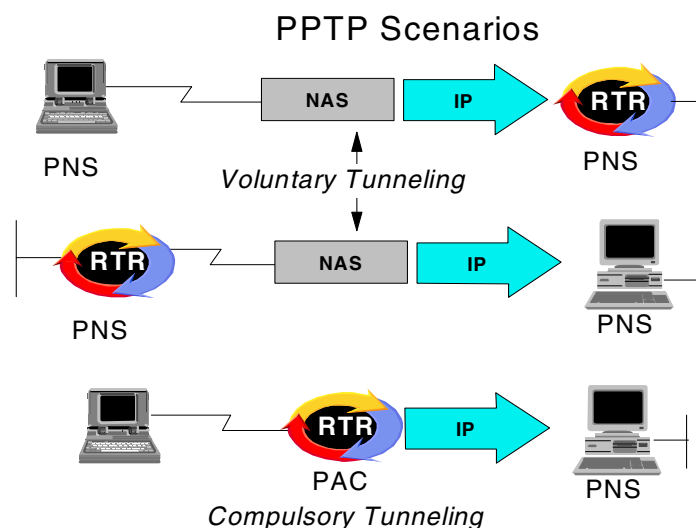 PPTP Scenarios
NAS
IP
RTR
PNS
PNS
Voluntary Tunneling
RTR
NAS
IP
PNS
PNS
RTR
IP
PAC
PNS
Compulsory Tunneling